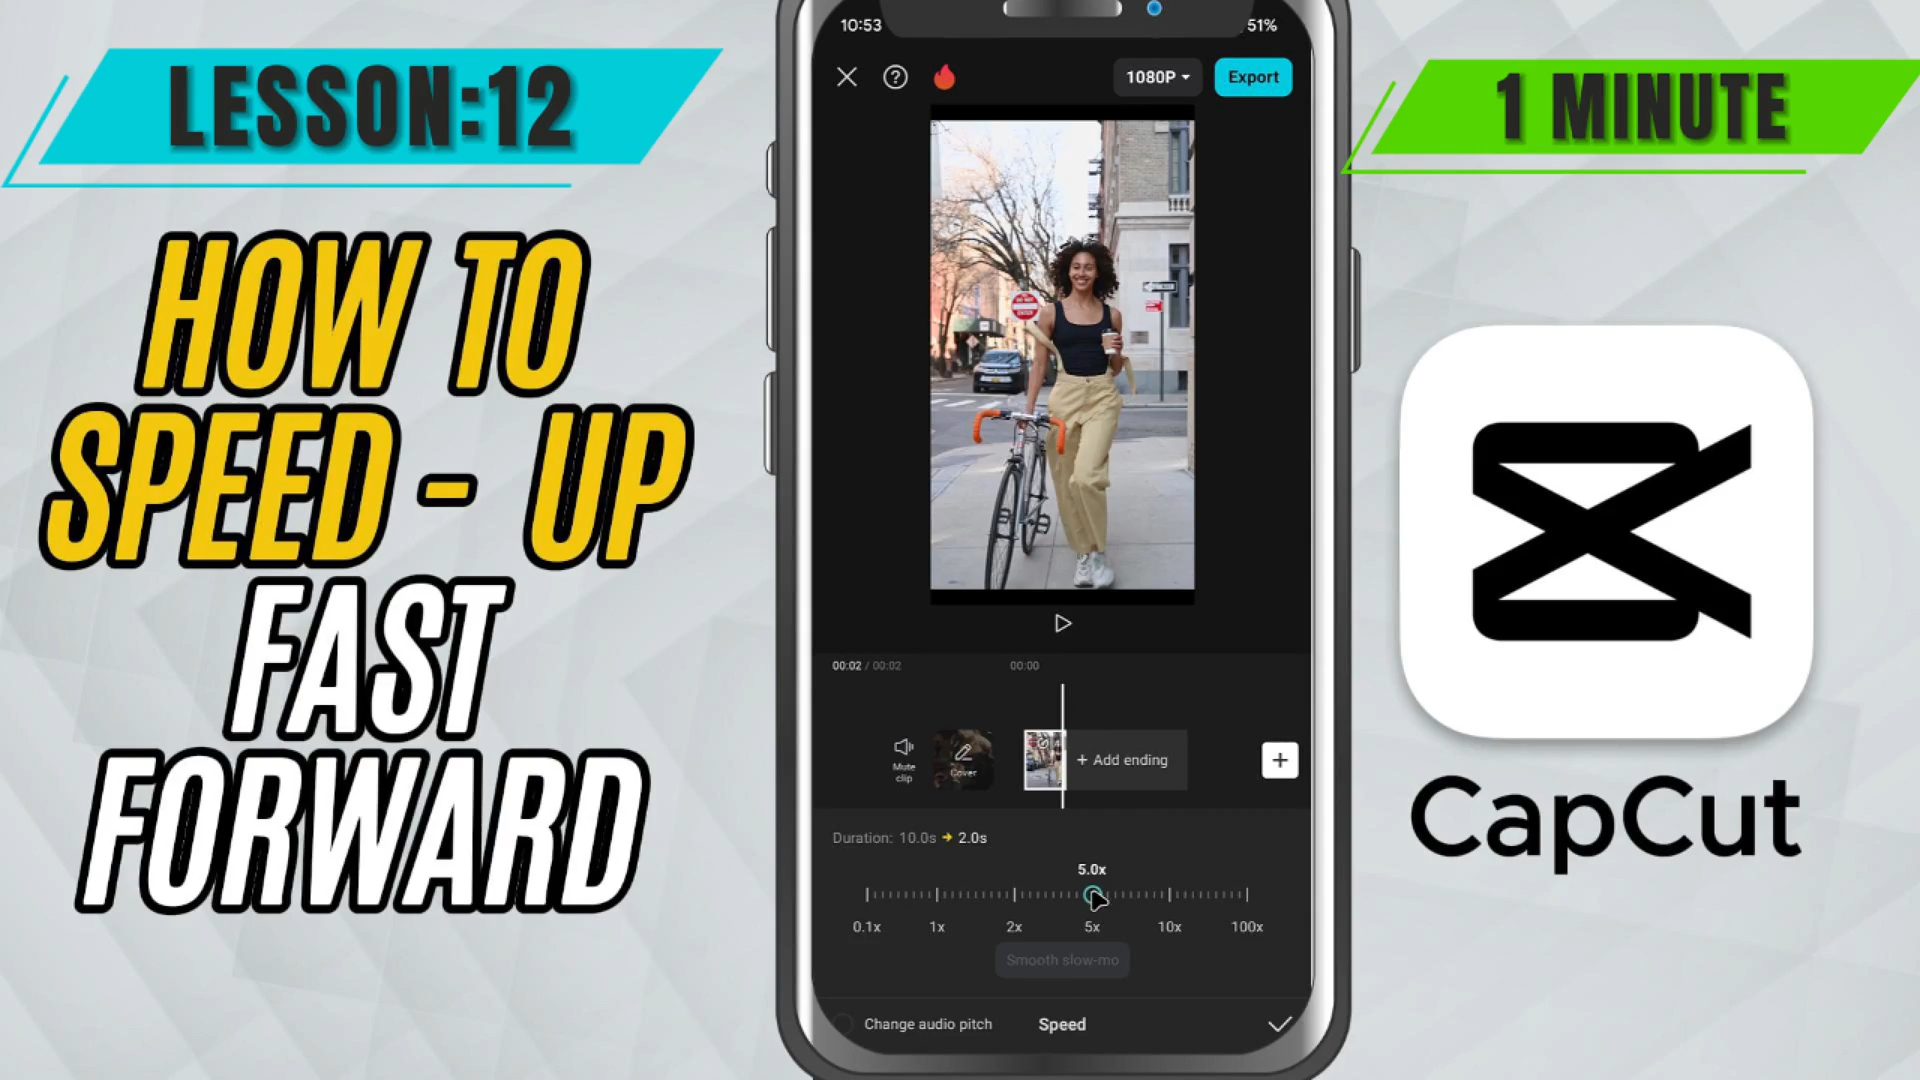 LESSON:12
1 MINUTE
HOW TO
SPEED - UP
FAST
FORWARD
10:53
51%
1080P
Export
00:02 / 00:02
00:00
Mute
clip
Cover
+ Add ending
Duration: 10.0s → 2.0s
5.0x
0.1x 1x 2x 5x 10x 100x
Smooth slow-mo
Change audio pitch
Speed
CapCut